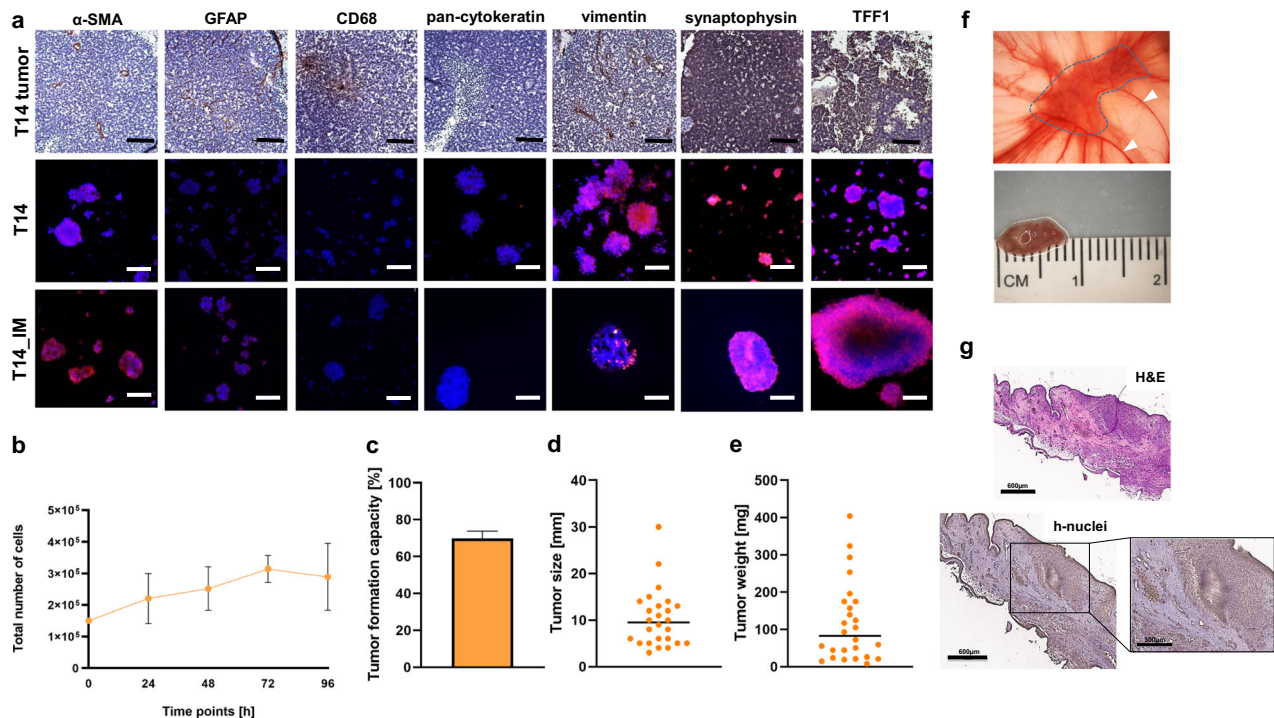 a
α-SMA
GFAP
CD68
pan-cytokeratin
vimentin
synaptophysin
TFF1
T14 tumor
T14
T14_IM
b
Total number of cells
5×10⁵
4×10⁵
3×10⁵
2×10⁵
1×10⁵
0
0
24
48
72
96
Time points [h]
c
Tumor formation capacity [%]
100
80
60
40
20
0
d
Tumor size [mm]
40
30
20
10
0
e
Tumor weight [mg]
500
400
300
200
100
0
f
CM
1
2
g
H&E
600µm
h-nuclei
600µm
300µm